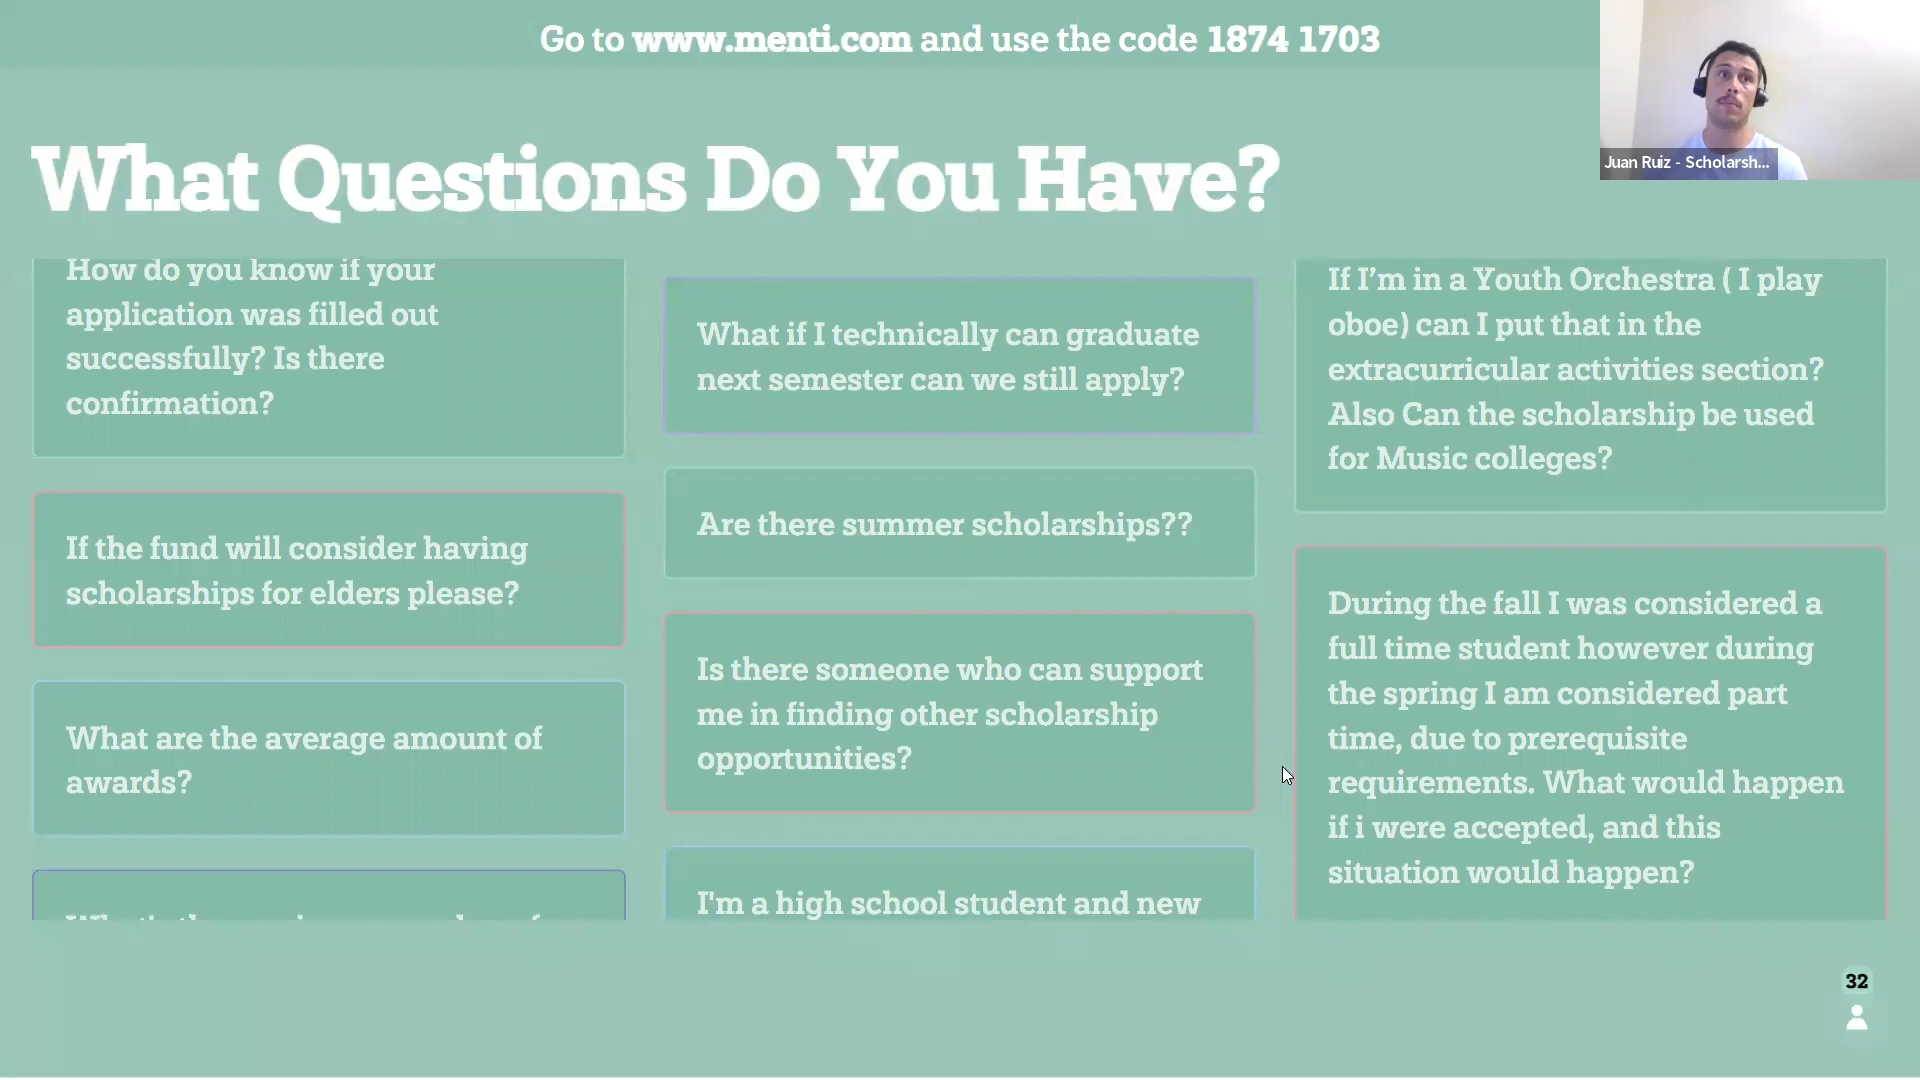 Go to www.menti.com and use the code 1874 1703
Juan Ruiz - Scholarsh...
What Questions Do You Have?
How do you know if your
application was filled out
successfully? Is there
confirmation?
If the fund will consider having
scholarships for elders please?
What are the average amount of
awards?
What if I technically can graduate
next semester can we still apply?
Are there summer scholarships??
Is there someone who can support
me in finding other scholarship
opportunities?
I'm a high school student and new
If I’m in a Youth Orchestra ( I play
oboe) can I put that in the
extracurricular activities section?
Also Can the scholarship be used
for Music colleges?
During the fall I was considered a
full time student however during
the spring I am considered part
time, due to prerequisite
requirements. What would happen
if i were accepted, and this
situation would happen?
32